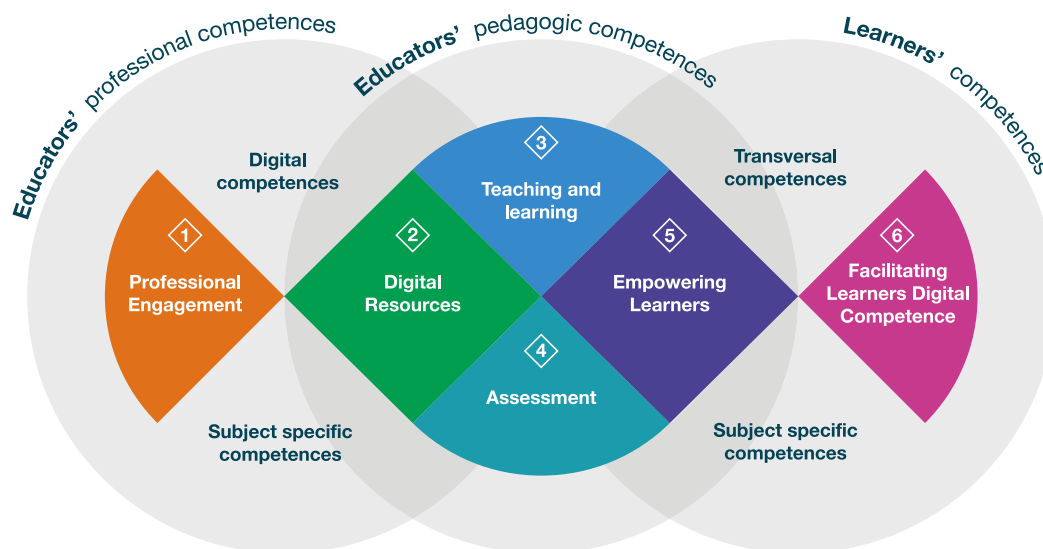 Educators' professional competences
Educators' pedagogic competences
Learners' competences
Digital
competences
Transversal
competences
1
Professional
Engagement
2
Digital
Resources
3
Teaching and
learning
4
Assessment
5
Empowering
Learners
6
Facilitating
Learners Digital
Competence
Subject specific
competences
Subject specific
competences